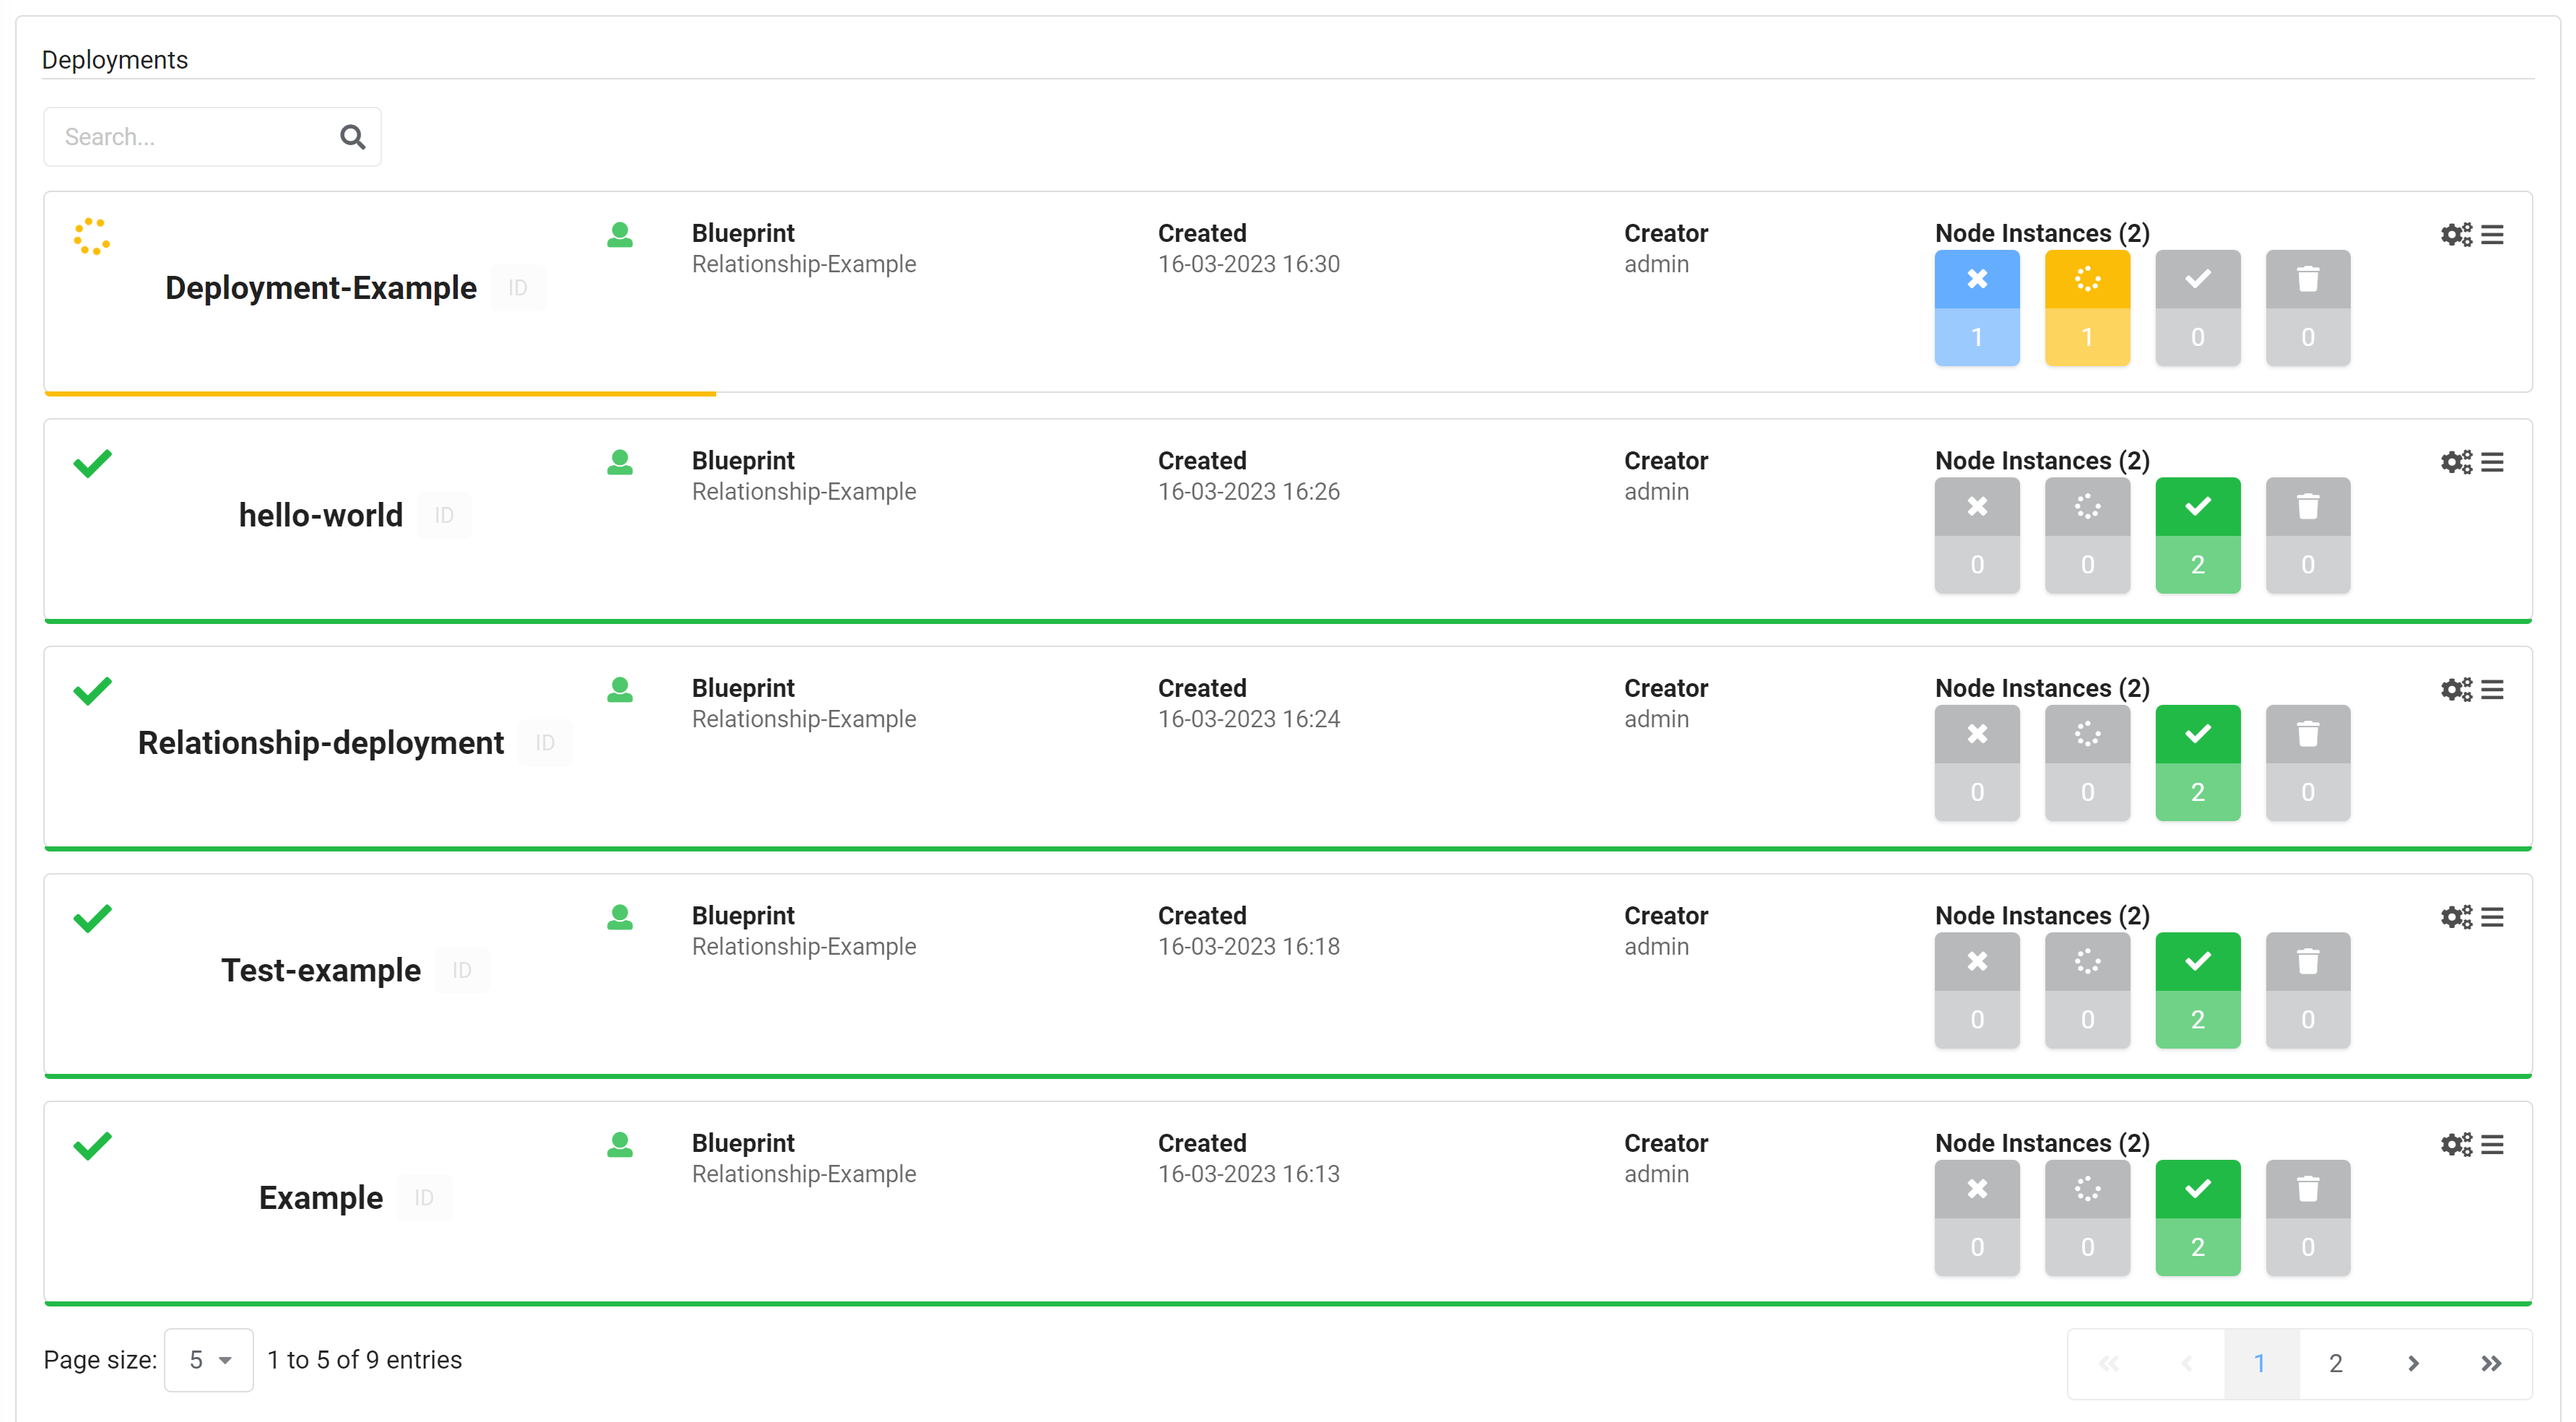 Deployments
Search...
Deployment-Example ID
Blueprint
Relationship-Example
Created
16-03-2023 16:30
Creator
admin
Node Instances (2)
1 1 0 0
hello-world ID
Blueprint
Relationship-Example
Created
16-03-2023 16:26
Creator
admin
Node Instances (2)
0 0 2 0
Relationship-deployment ID
Blueprint
Relationship-Example
Created
16-03-2023 16:24
Creator
admin
Node Instances (2)
0 0 2 0
Test-example ID
Blueprint
Relationship-Example
Created
16-03-2023 16:18
Creator
admin
Node Instances (2)
0 0 2 0
Example ID
Blueprint
Relationship-Example
Created
16-03-2023 16:13
Creator
admin
Node Instances (2)
0 0 2 0
Page size: 5 1 to 5 of 9 entries
« ‹ 1 2 › »